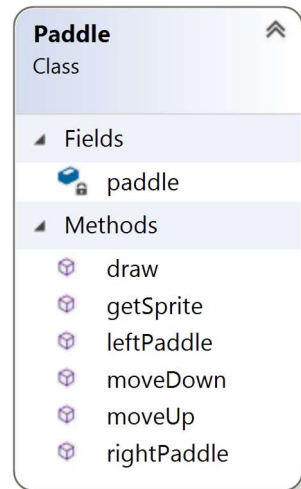 Paddle
Class
Fields
paddle
Methods
draw
getSprite
leftPaddle
moveDown
moveUp
rightPaddle